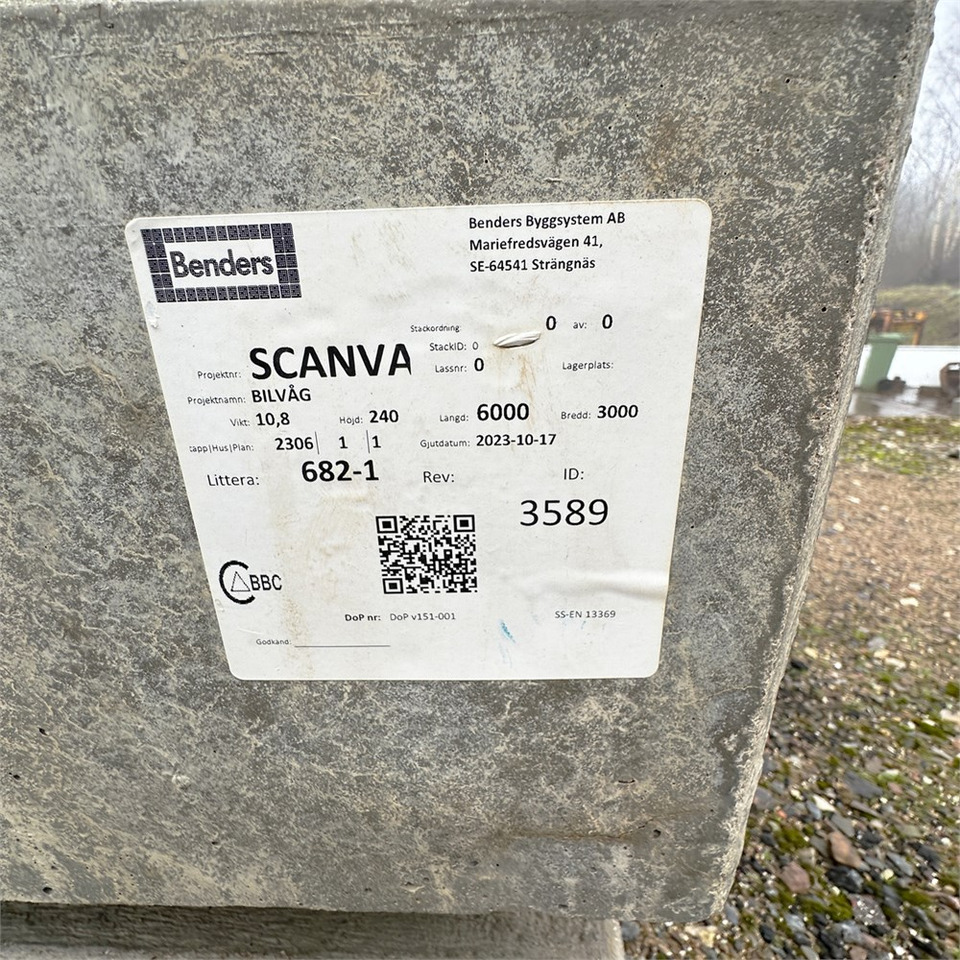 Benders
Benders Byggsystem AB
Mariefredsvägen 41,
SE-64541 Strängnäs
Stackordning: 0 av: 0
StackID: 0
Projektnr: SCANVA
Lassnr: 0 Lagerplats:
Projektnamn: BILVÅG
Vikt: 10,8 Höjd: 240 Längd: 6000 Bredd: 3000
app|Hus|Plan: 2306| 1 |1 Gjutdatum: 2023-10-17
Littera: 682-1 Rev: ID:
3589
BBC
DoP nr: DoP v151-001 SS-EN 13369
Godkänd: